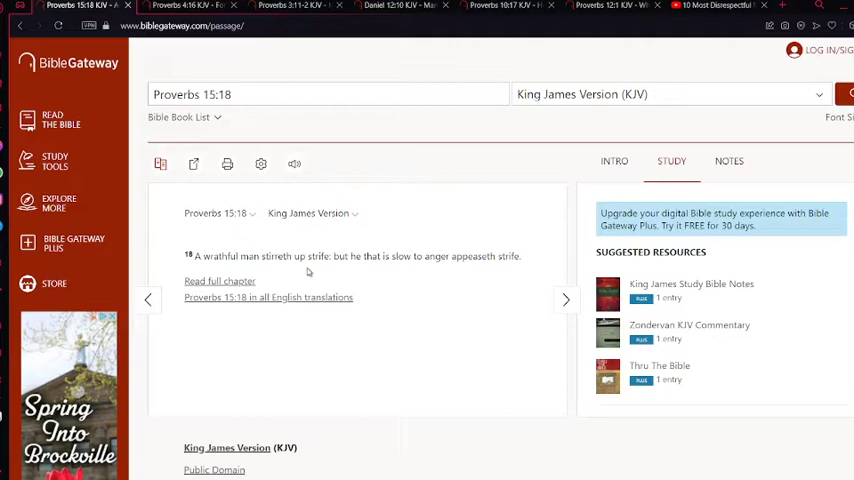 Proverbs 15:18 KJV - A
Proverbs 4:16 KJV - For
Proverbs 3:11-2 KJV -
Daniel 12:10 KJV - Man
Proverbs 10:17 KJV - He
Proverbs 12:1 KJV - Wh
10 Most Disrespectful M
VPN
www.biblegateway.com/passage/
BibleGateway
LOG IN/SIG
Proverbs 15:18
King James Version (KJV)
Bible Book List
Font Si
READ
THE BIBLE
STUDY
TOOLS
EXPLORE
MORE
BIBLE GATEWAY
PLUS
STORE
INTRO
STUDY
NOTES
Proverbs 15:18
King James Version
18 A wrathful man stirreth up strife: but he that is slow to anger appeaseth strife.
Read full chapter
Proverbs 15:18 in all English translations
Upgrade your digital Bible study experience with Bible
Gateway Plus. Try it FREE for 30 days.
SUGGESTED RESOURCES
King James Study Bible Notes
PLUS 1 entry
Zondervan KJV Commentary
PLUS 1 entry
Thru The Bible
PLUS 1 entry
Spring
Into
Brockville
King James Version (KJV)
Public Domain